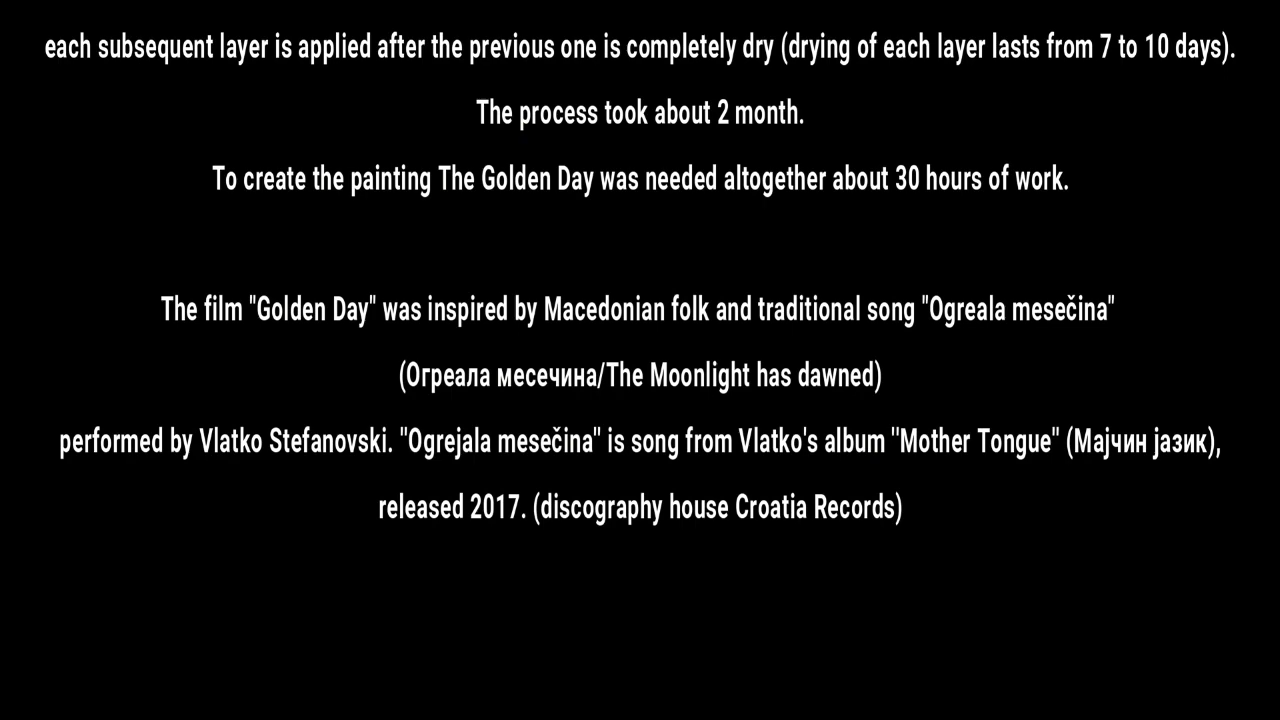 each subsequent layer is applied after the previous one is completely dry (drying of each layer lasts from 7 to 10 days).
The process took about 2 month.
To create the painting The Golden Day was needed altogether about 30 hours of work.
The film "Golden Day" was inspired by Macedonian folk and traditional song "Ogreala mesečina"
(Огреала месечина/The Moonlight has dawned)
performed by Vlatko Stefanovski. "Ogrejala mesečina" is song from Vlatko's album "Mother Tongue" (Мајчин јазик),
released 2017. (discography house Croatia Records)